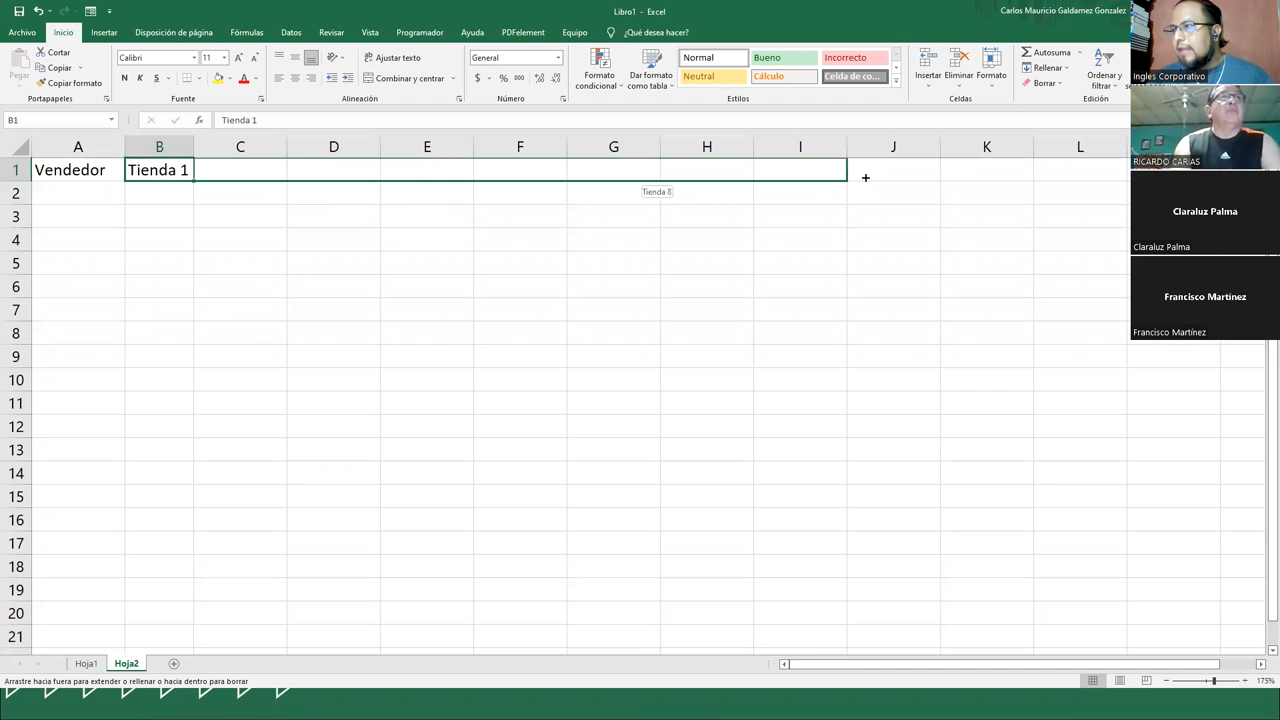 Libro1 - Excel
Carlos Mauricio Galdamez Gonzalez
Archivo Inicio Insertar Disposición de página Fórmulas Datos Revisar Vista Programador Ayuda PDFelement Equipo ¿Qué desea hacer?
Pegar
Cortar
Copiar
Copiar formato
Portapapeles
Calibri 11
N K S
Fuente
Ajustar texto
Combinar y centrar
Alineación
General
$ % 000
Número
Formato condicional
Dar formato como tabla
Normal Bueno Incorrecto
Neutral Cálculo Celda de co...
Estilos
Insertar Eliminar Formato
Celdas
Autosuma
Rellenar
Borrar
Ordenar y filtrar
Edición
B1 fx Tienda 1
A B C D E F G H I J K L
1 Vendedor Tienda 1
2 Tienda 8
3
4
5
6
7
8
9
10
11
12
13
14
15
16
17
18
19
20
21
Hoja1 Hoja2
Arrastre hacia fuera para extender o rellenar o hacia dentro para borrar
175%
Ingles Corporativo
RICARDO CARIAS
Claraluz Palma
Claraluz Palma
Francisco Martínez
Francisco Martínez